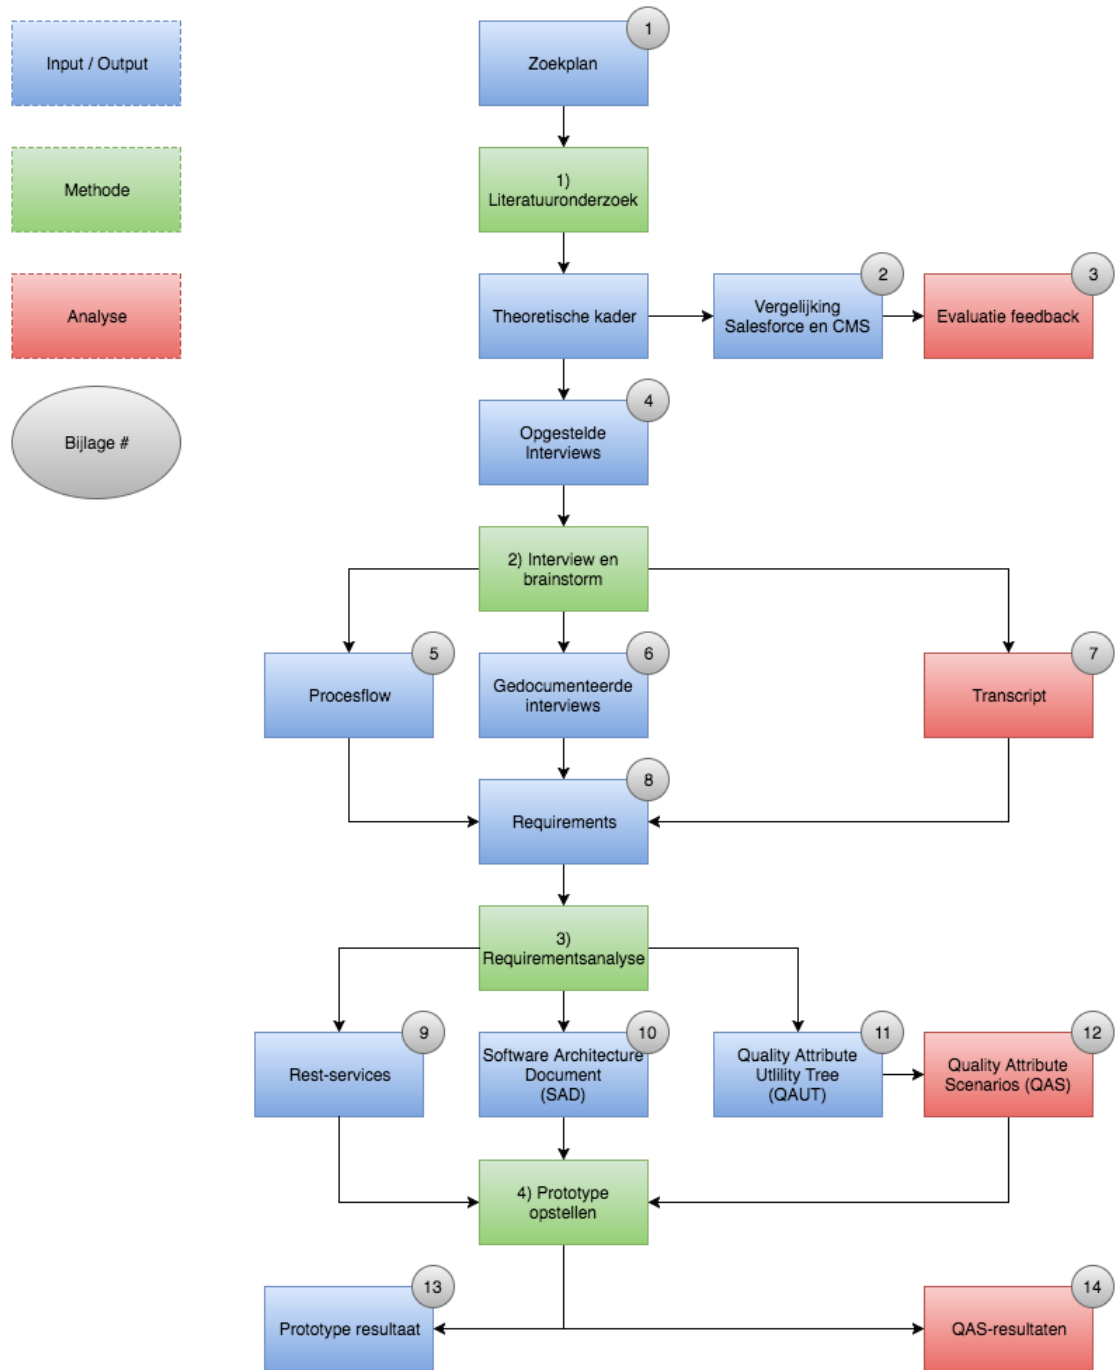 Input / Output
Methode
Analyse
Bijlage #
1
Zoekplan
1)
Literatuuronderzoek
Theoretische kader
2
Vergelijking
Salesforce en CMS
3
Evaluatie feedback
4
Opgestelde
Interviews
2) Interview en
brainstorm
5
Procesflow
6
Gedocumenteerde
interviews
7
Transcript
8
Requirements
3)
Requirementsanalyse
9
Rest-services
10
Software Architecture
Document
(SAD)
11
Quality Attribute
Utlility Tree
(QAUT)
12
Quality Attribute
Scenarios (QAS)
4) Prototype
opstellen
13
Prototype resultaat
14
QAS-resultaten